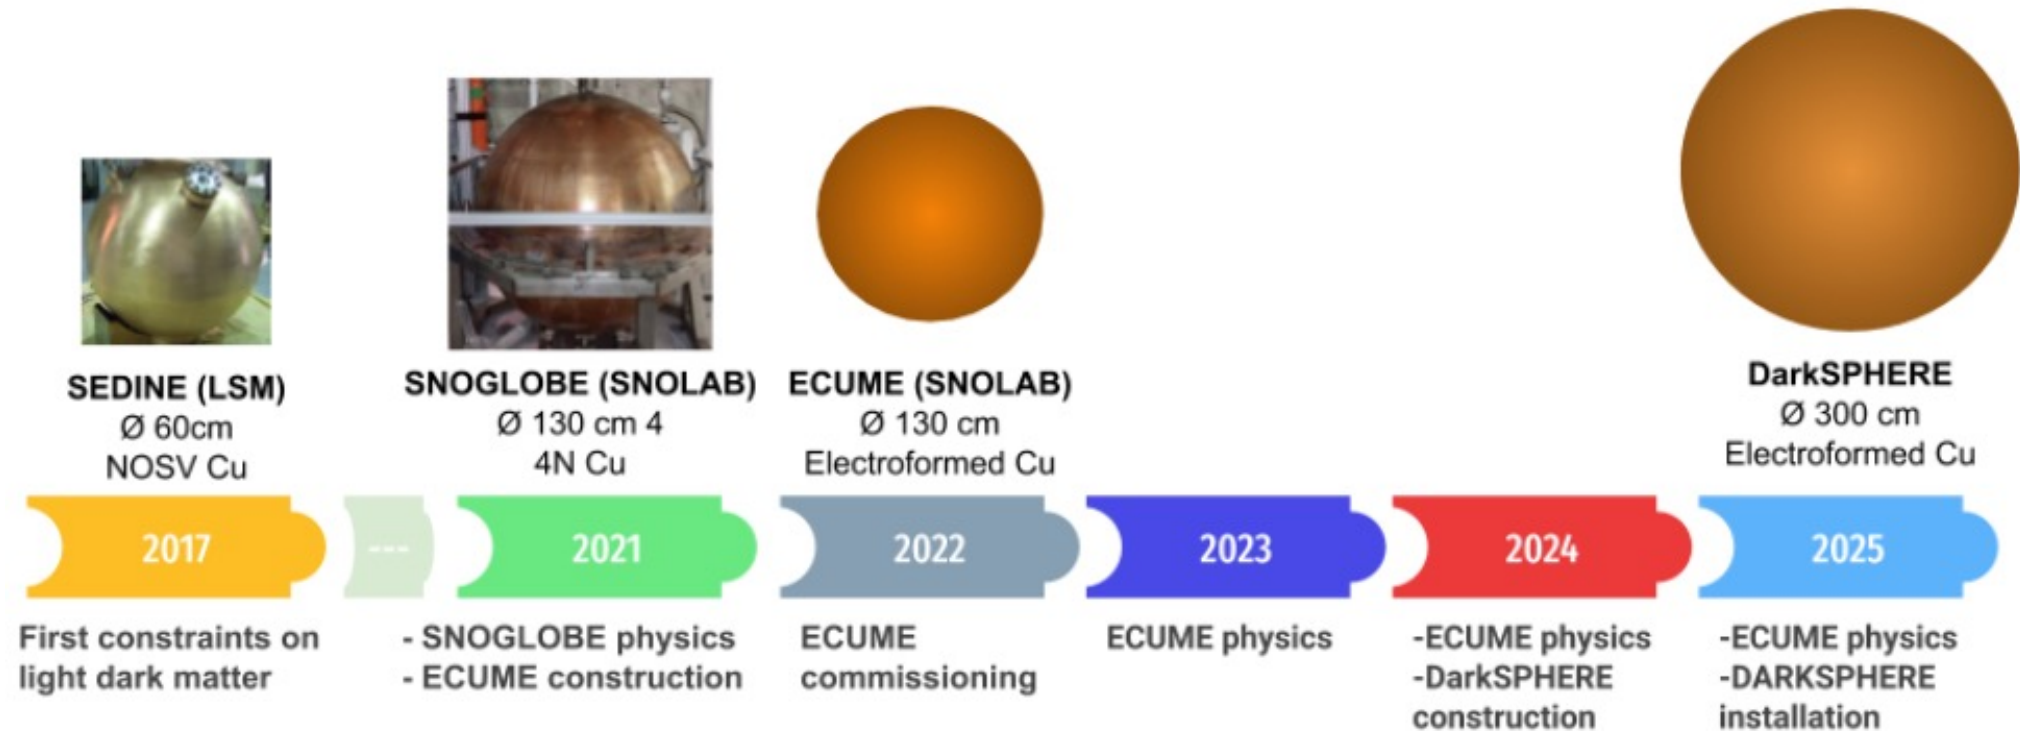 SEDINE (LSM)
Ø 60cm
NOSV Cu
SNOGLOBE (SNOLAB)
Ø 130 cm 4
4N Cu
ECUME (SNOLAB)
Ø 130 cm
Electroformed Cu
DarkSPHERE
Ø 300 cm
Electroformed Cu
2017
---
2021
2022
2023
2024
2025
First constraints on
light dark matter
- SNOGLOBE physics
- ECUME construction
ECUME
commissioning
ECUME physics
-ECUME physics
-DarkSPHERE
construction
-ECUME physics
-DARKSPHERE
installation